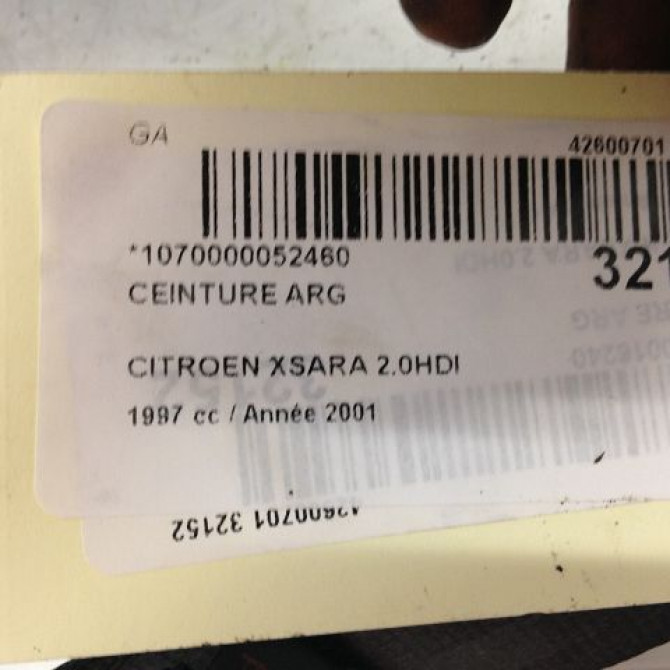 GA
42600701
*1070000052460
321
CEINTURE ARG
CITROEN XSARA 2.0HDI
1997 cc / Année 2001
42600701 32152